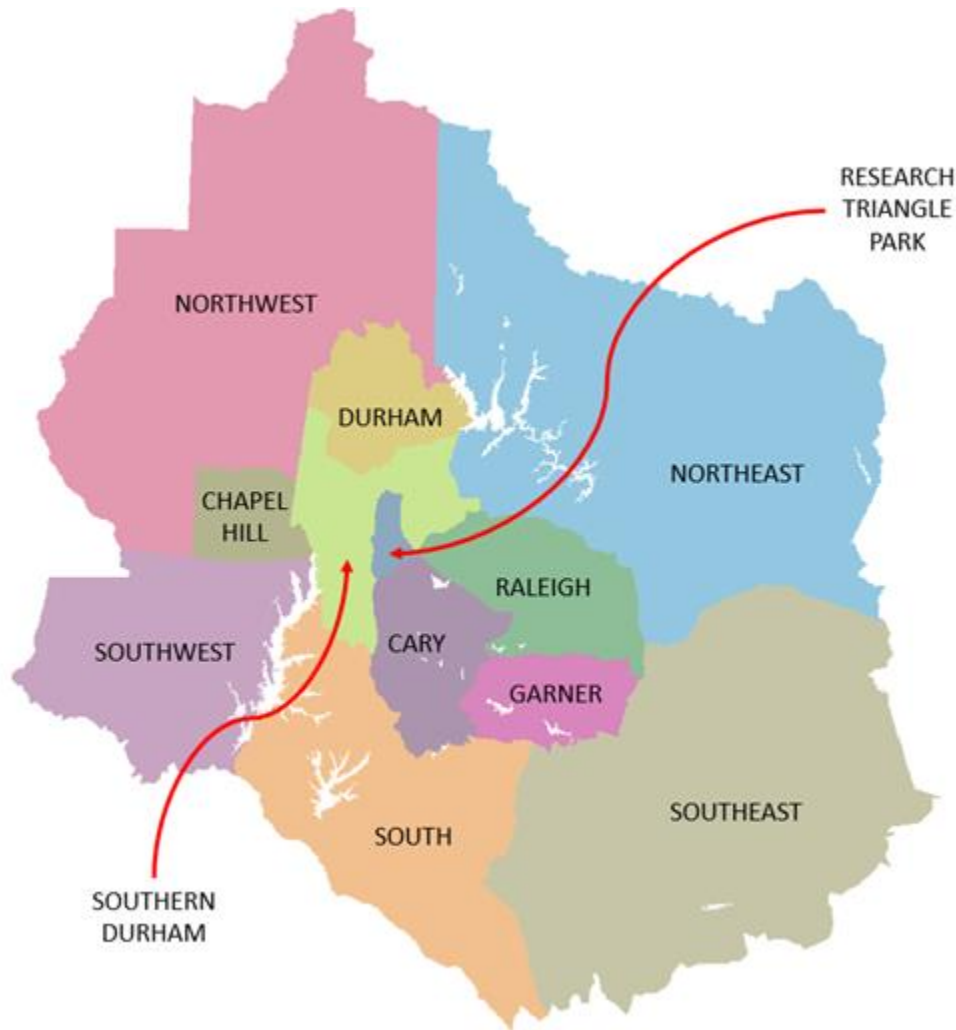 RESEARCH
TRIANGLE
PARK
NORTHWEST
DURHAM
NORTHEAST
CHAPEL
HILL
RALEIGH
CARY
SOUTHWEST
GARNER
SOUTHEAST
SOUTH
SOUTHERN
DURHAM